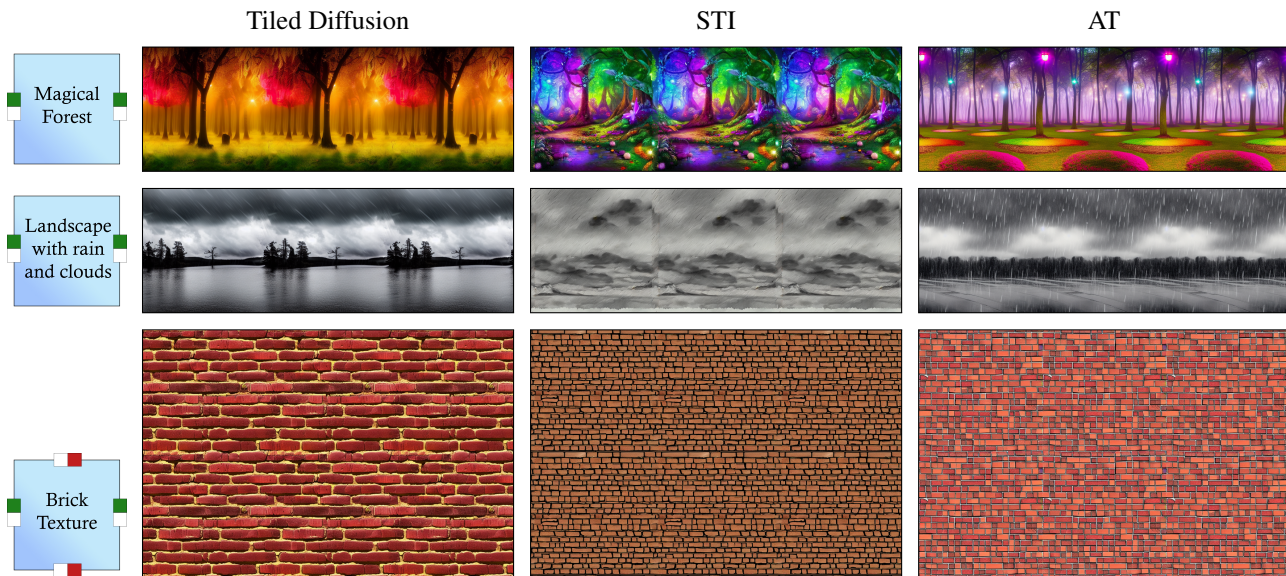 Tiled Diffusion
STI
AT
Magical
Forest
Landscape
with rain
and clouds
Brick
Texture